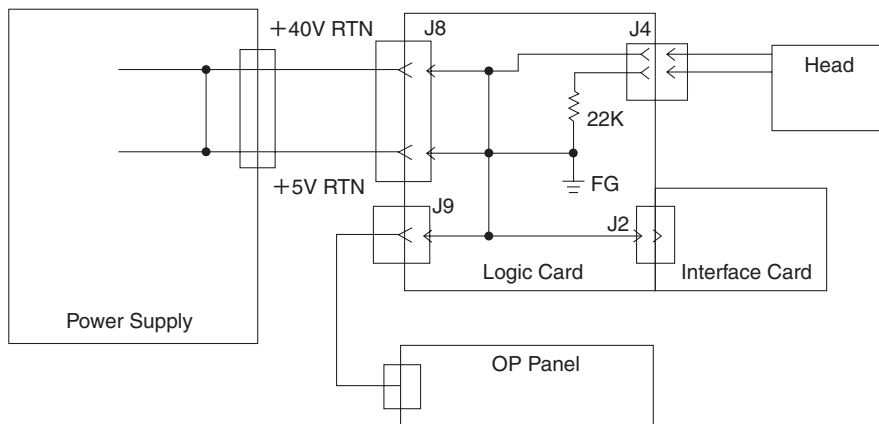 +40V RTN
J8
J4
Head
22K
+5V RTN
FG
J9
J2
Logic Card
Interface Card
Power Supply
OP Panel